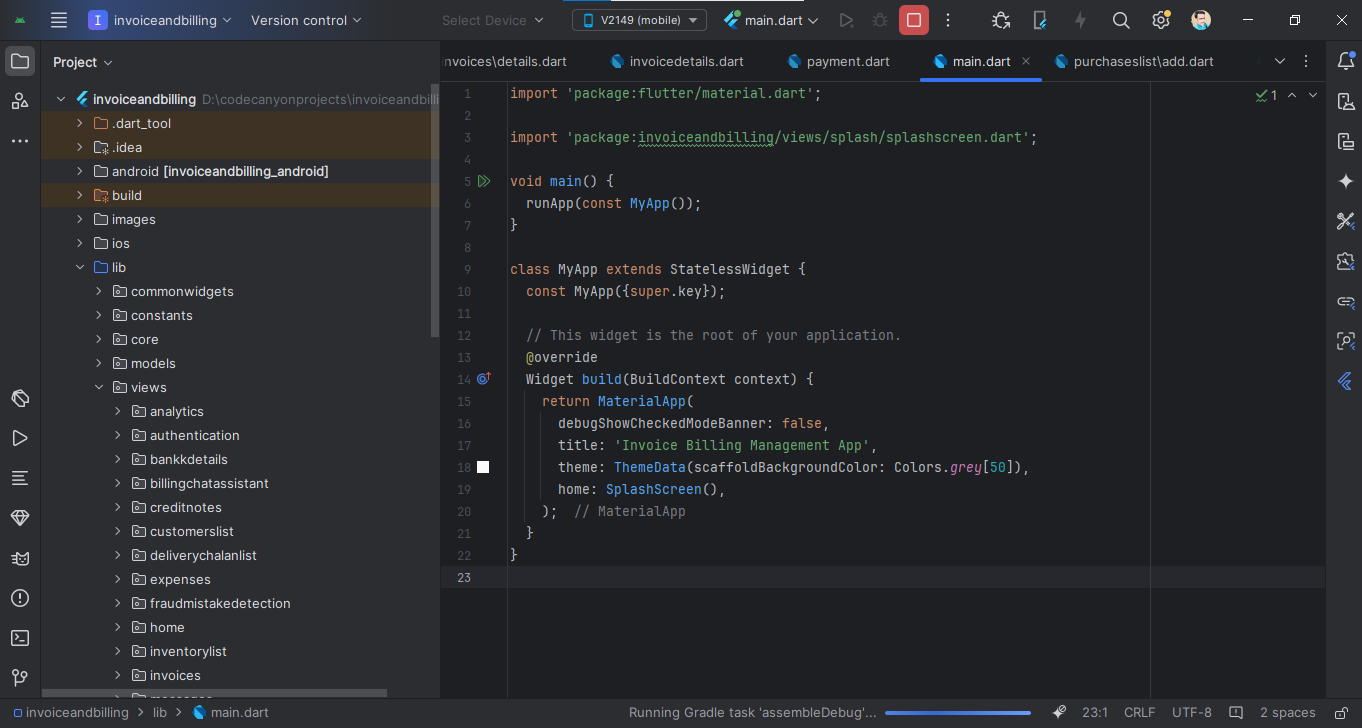 I invoiceandbilling Version control Select Device V2149 (mobile) main.dart
Project
invoiceandbilling D:\codecanyonprojects\invoiceandbilli
.dart_tool
.idea
android [invoiceandbilling_android]
build
images
ios
lib
commonwidgets
constants
core
models
views
analytics
authentication
bankkdetails
billingchatassistant
creditnotes
customerslist
deliverychalanlist
expenses
fraudmistakedetection
home
inventorylist
invoices
nvoices\details.dart invoicedetails.dart payment.dart main.dart purchaseslist\add.dart
1
1 import 'package:flutter/material.dart';
2
3 import 'package:invoiceandbilling/views/splash/splashscreen.dart';
4
5 void main() {
6 runApp(const MyApp());
7 }
8
9 class MyApp extends StatelessWidget {
10 const MyApp({super.key});
11
12 // This widget is the root of your application.
13 @override
14 Widget build(BuildContext context) {
15 return MaterialApp(
16 debugShowCheckedModeBanner: false,
17 title: 'Invoice Billing Management App',
18 theme: ThemeData(scaffoldBackgroundColor: Colors.grey[50]),
19 home: SplashScreen(),
20 ); // MaterialApp
21 }
22 }
23
invoiceandbilling lib main.dart Running Gradle task 'assembleDebug'... 23:1 CRLF UTF-8 2 spaces